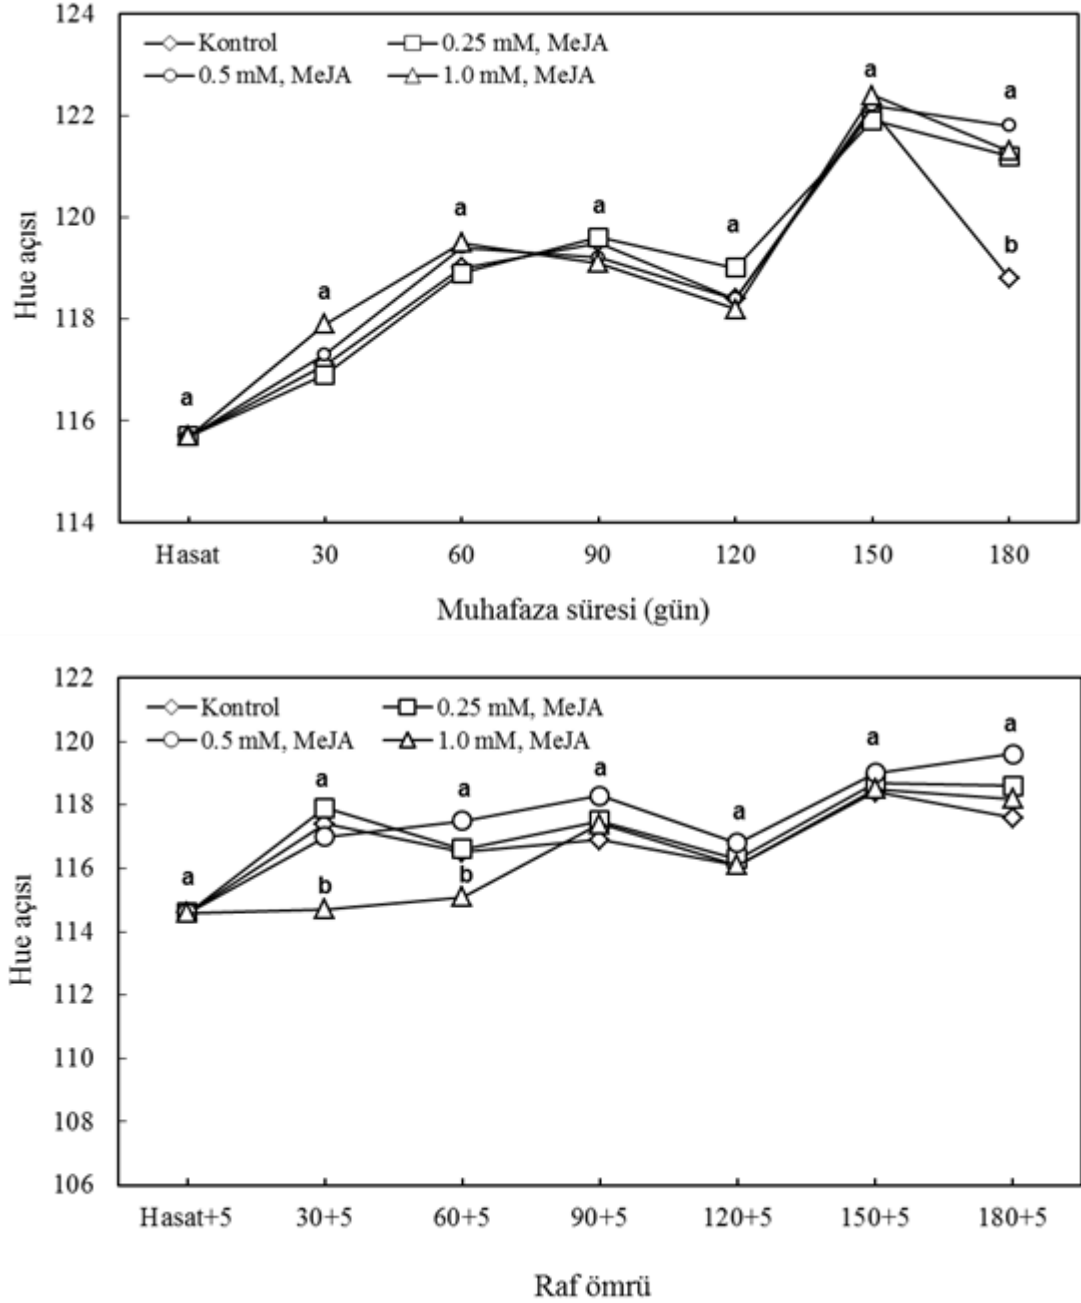 124
Kontrol 0.25 mM, MeJA
0.5 mM, MeJA 1.0 mM, MeJA
a a
122
a a a
120
b
a
118
a
116
114
Hue açısı
Hasat 30 60 90 120 150 180
Muhafaza süresi (gün)
122
Kontrol 0.25 mM, MeJA
0.5 mM, MeJA 1.0 mM, MeJA
120
a a
a a a
118
a
116
a b b
114
112
110
108
106
Hue açısı
Hasat+5 30+5 60+5 90+5 120+5 150+5 180+5
Raf ömrü